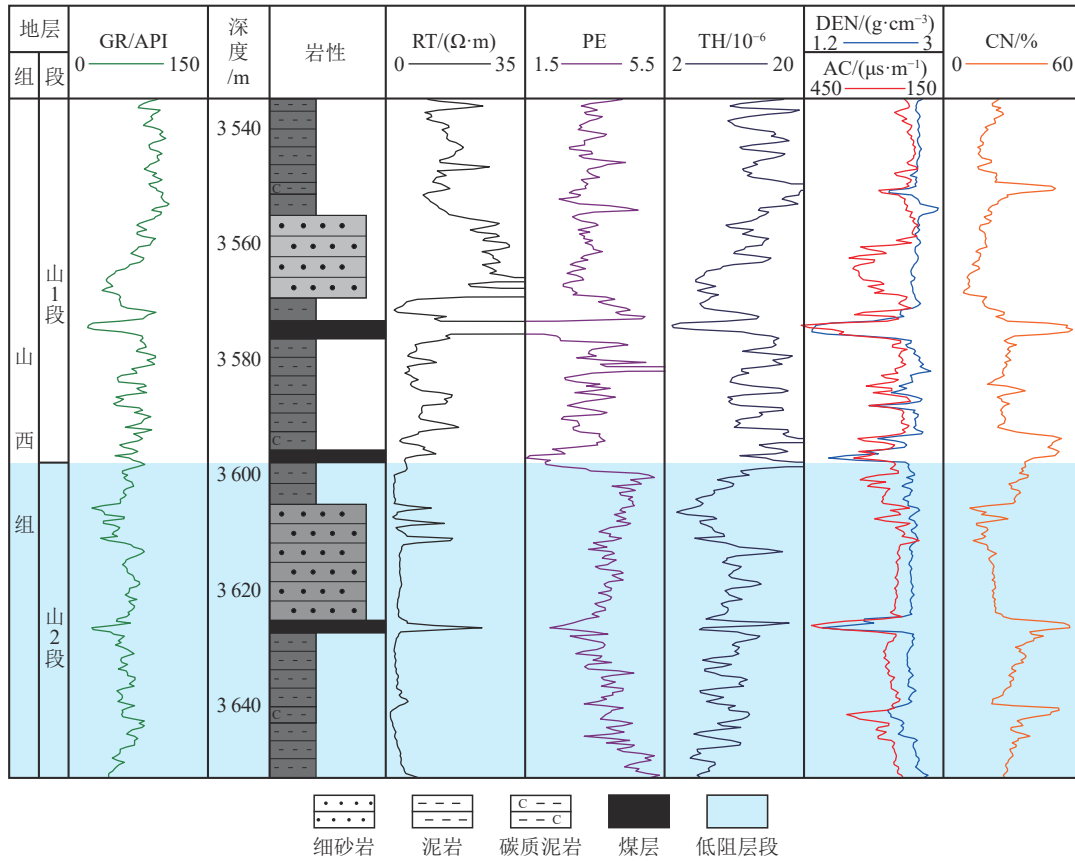 地层
组
段
GR/API
0
150
深
度
/m
岩性
RT/(Ω·m)
0
35
PE
1.5
5.5
TH/10⁻⁶
2
20
DEN/(g·cm⁻³)
1.2
3
AC/(μs·m⁻¹)
450
150
CN/%
0
60
山
西
组
山
1
段
山
2
段
3 540
3 560
3 580
3 600
3 620
3 640
C
C
C
C
C
细砂岩
泥岩
碳质泥岩
煤层
低阻层段